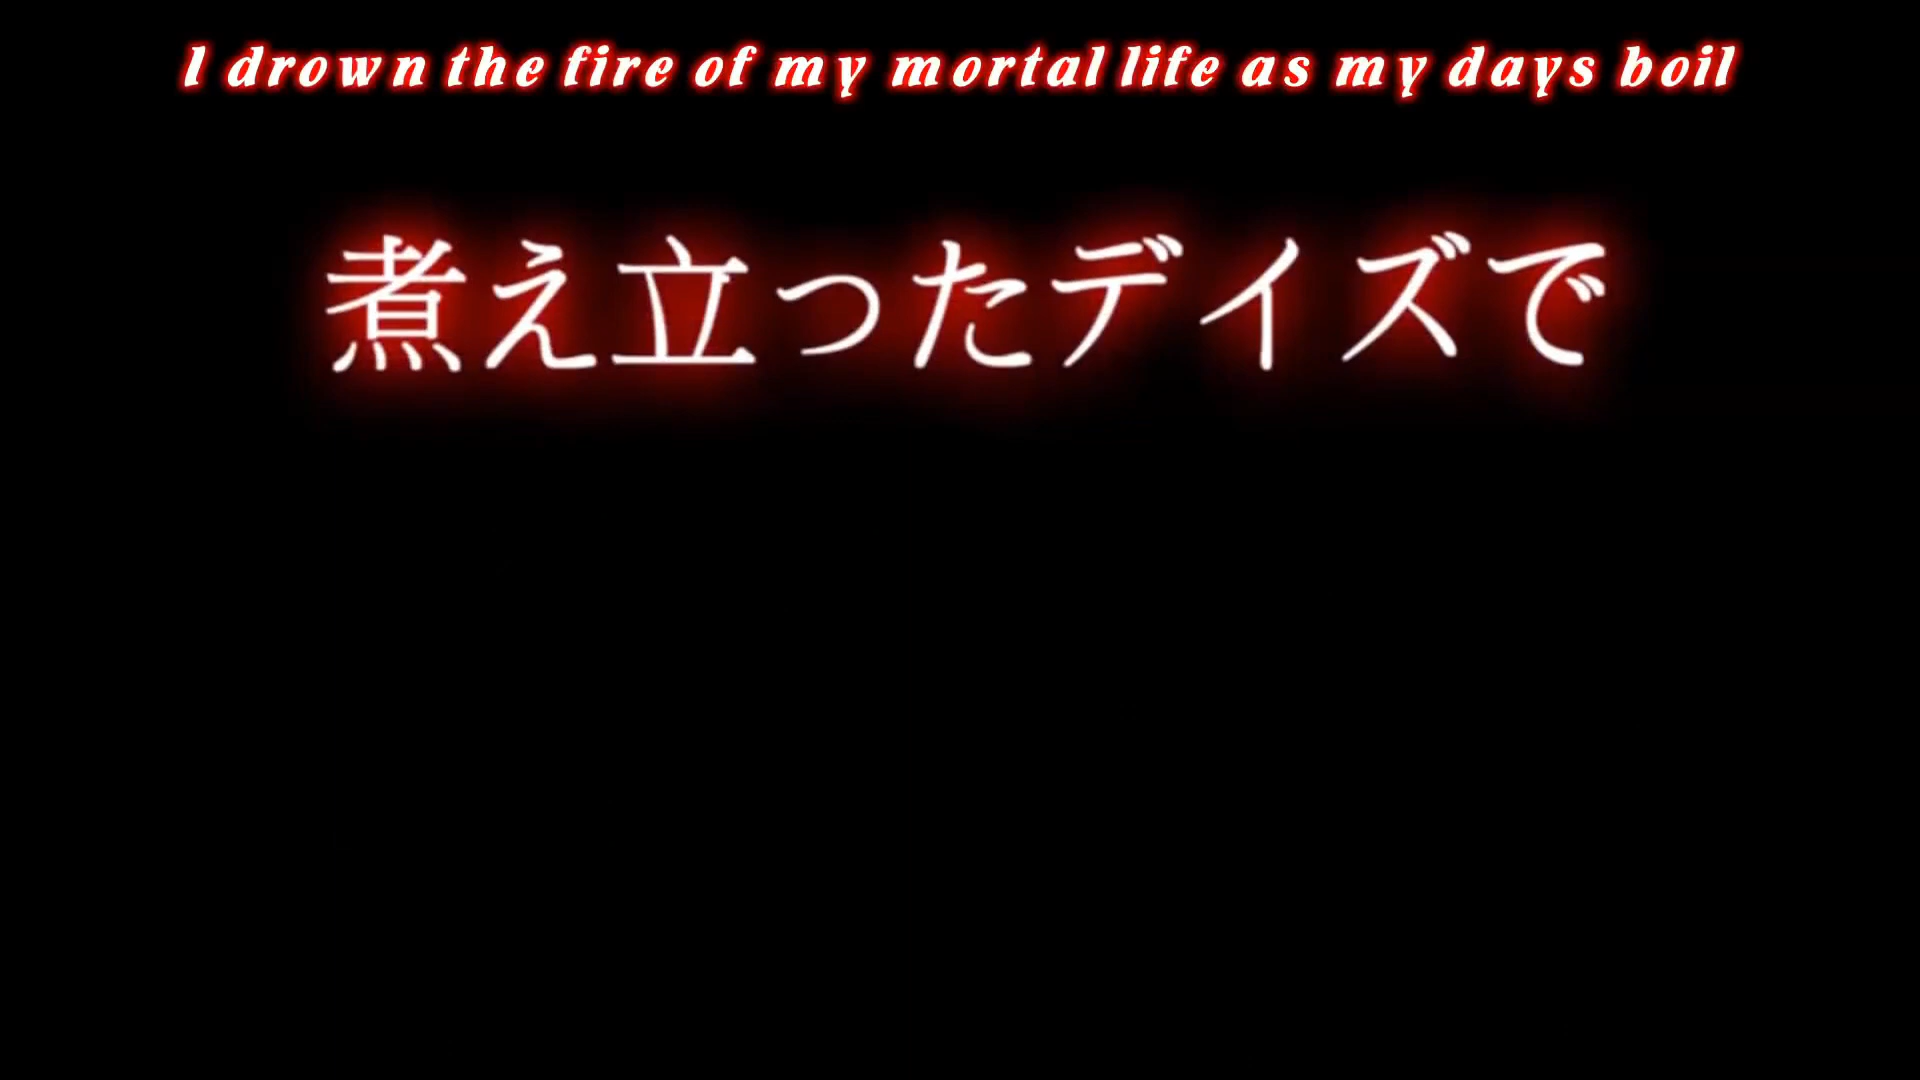 I drown the fire of my mortal life as my days boil
煮え立ったデイズで